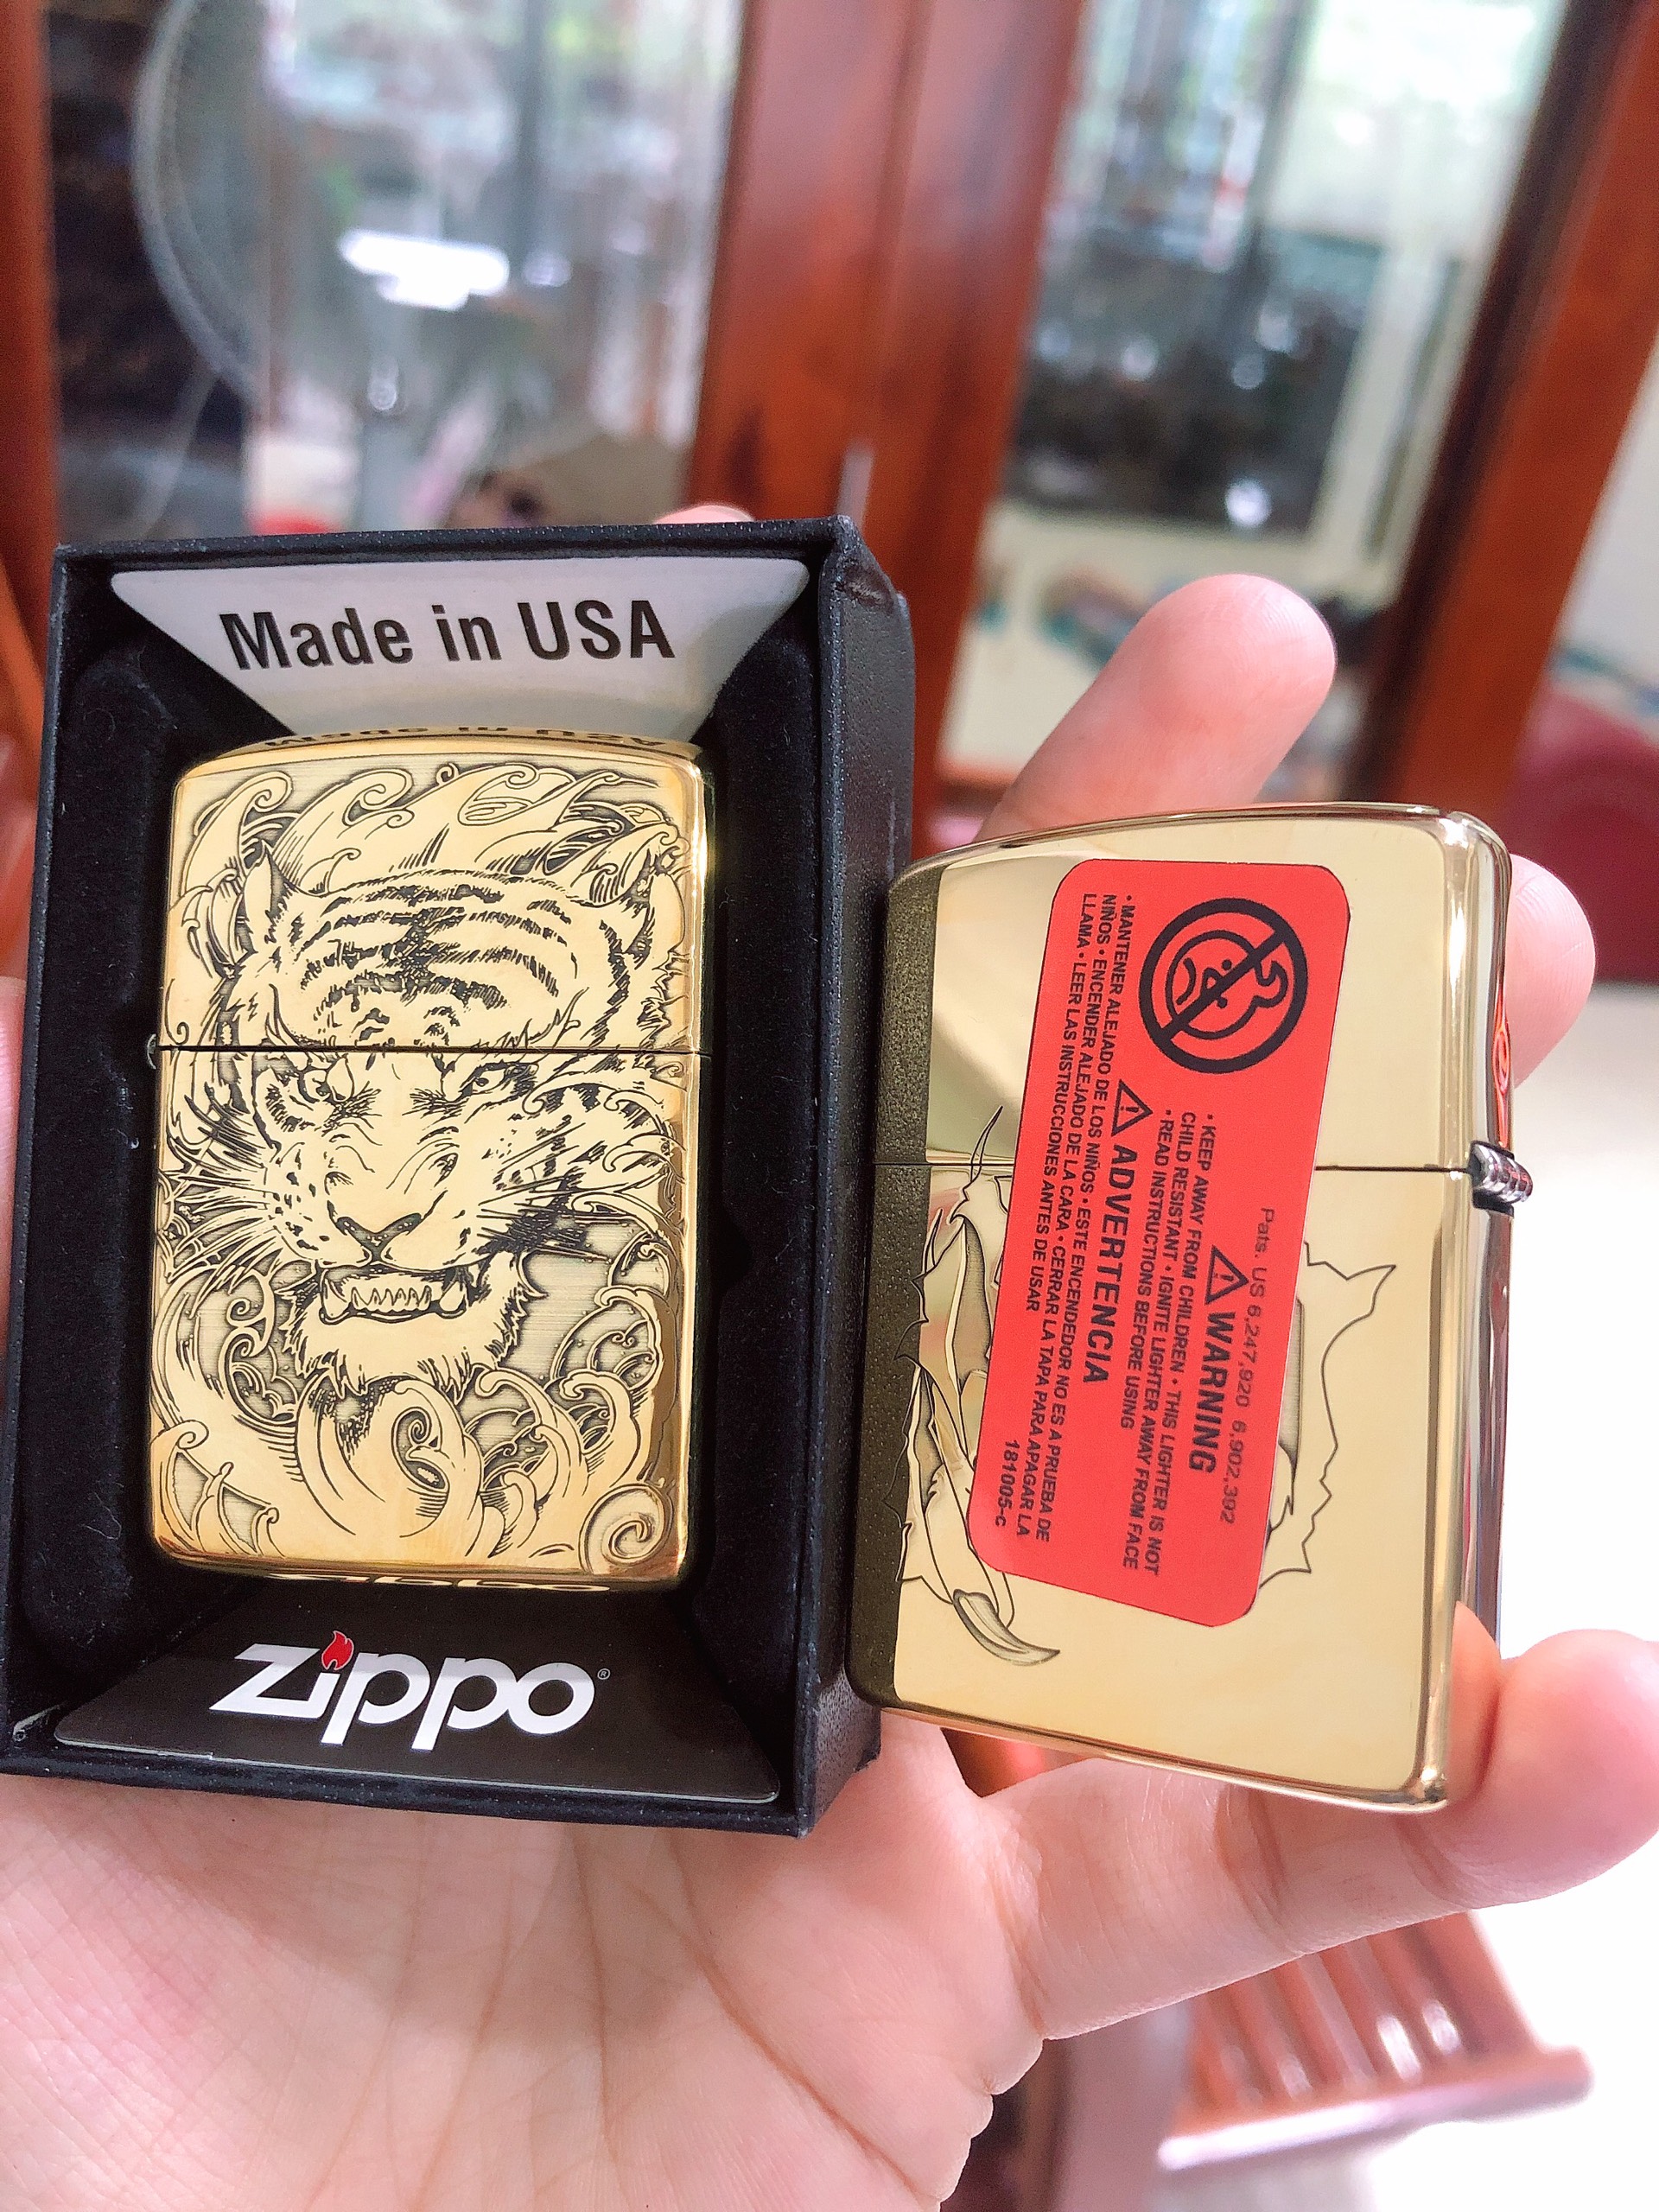 Made in USA
zippo®
Pats. US 6,247,920 6,902,392
⚠ WARNING
• KEEP AWAY FROM CHILDREN • THIS LIGHTER IS NOT
CHILD RESISTANT • IGNITE LIGHTER AWAY FROM FACE
• READ INSTRUCTIONS BEFORE USING
⚠ ADVERTENCIA
• MANTENER ALEJADO DE LOS NIÑOS • ESTE ENCENDEDOR NO ES A PRUEBA DE
NIÑOS • ENCENDER ALEJADO DE LA CARA • CERRAR LA TAPA PARA APAGAR LA
LLAMA • LEER LAS INSTRUCCIONES ANTES DE USAR
181005-C